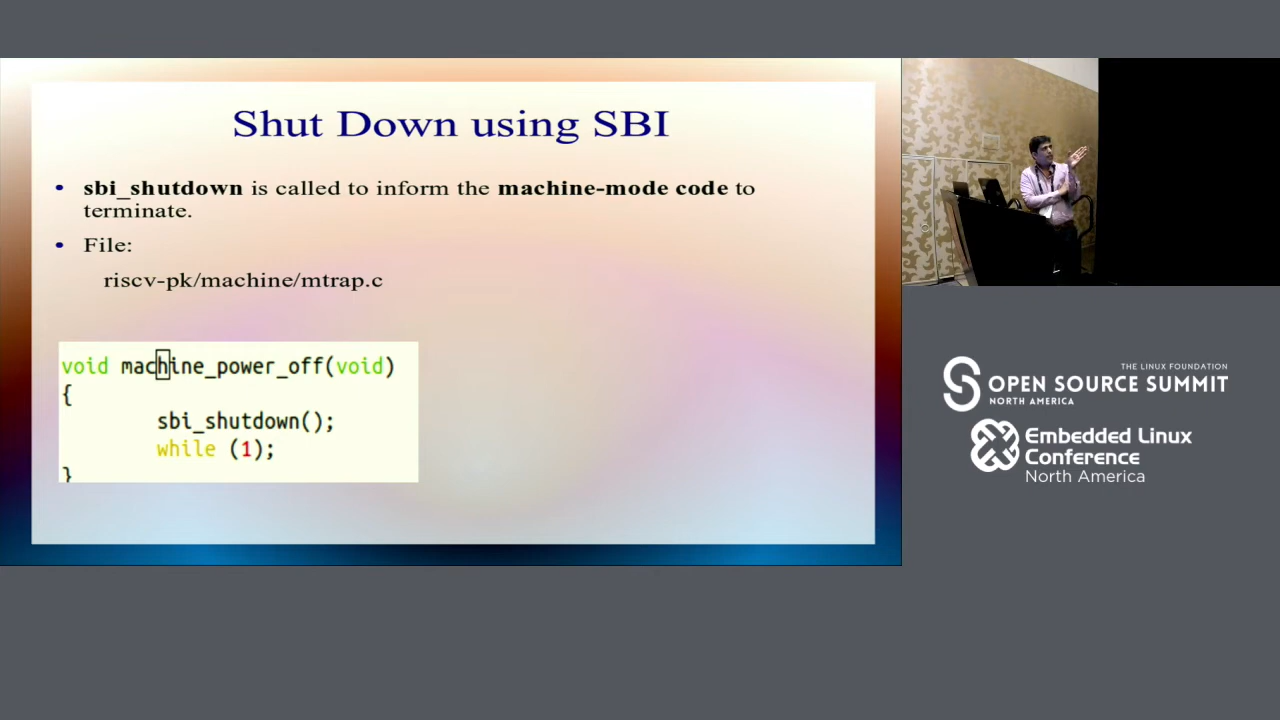 Shut Down using SBI
• sbi_shutdown is called to inform the machine-mode code to
terminate.
• File:
riscv-pk/machine/mtrap.c
void machine_power_off(void)
{
sbi_shutdown();
while (1);
}
THE LINUX FOUNDATION
OPEN SOURCE SUMMIT
NORTH AMERICA
Embedded Linux
Conference
North America